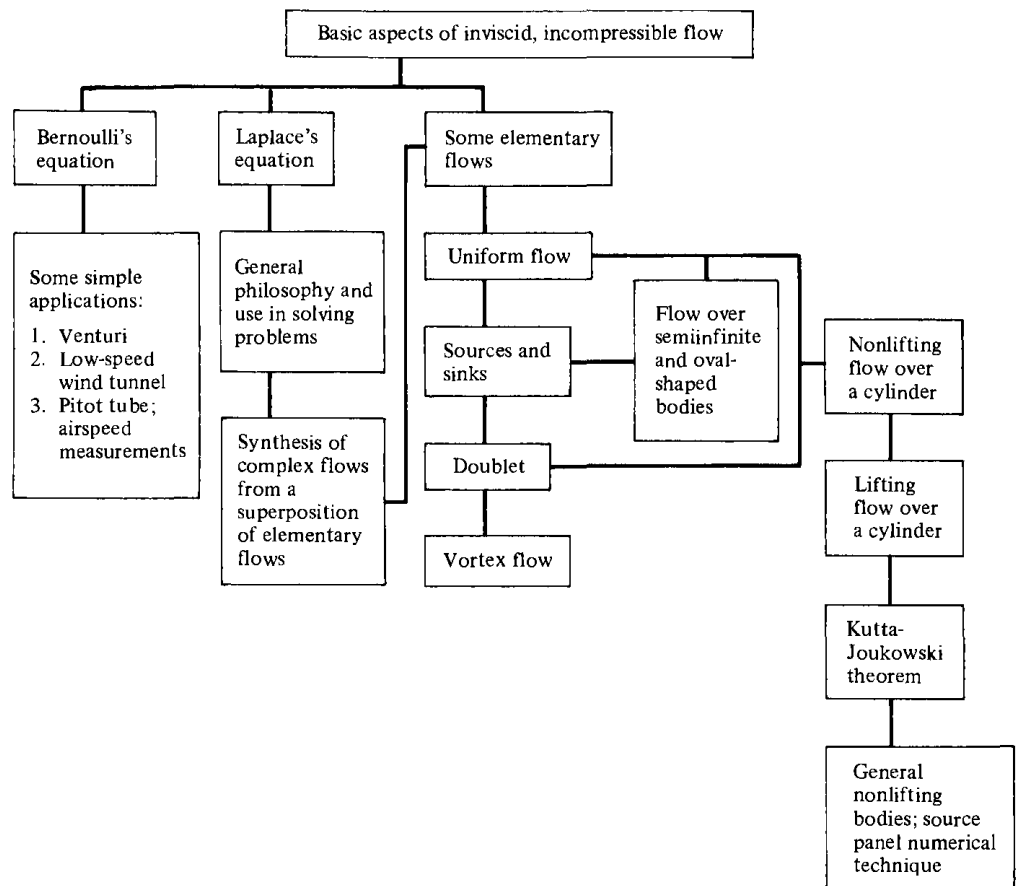 Basic aspects of inviscid, incompressible flow
Bernoulli's
equation
Laplace's
equation
Some elementary
flows
Some simple
applications:
1. Venturi
2. Low-speed
wind tunnel
3. Pitot tube;
airspeed
measurements
General
philosophy and
use in solving
problems
Synthesis of
complex flows
from a
superposition
of elementary
flows
Uniform flow
Sources and
sinks
Doublet
Vortex flow
Flow over
semiinfinite
and oval-
shaped
bodies
Nonlifting
flow over
a cylinder
Lifting
flow over
a cylinder
Kutta-
Joukowski
theorem
General
nonlifting
bodies; source
panel numerical
technique